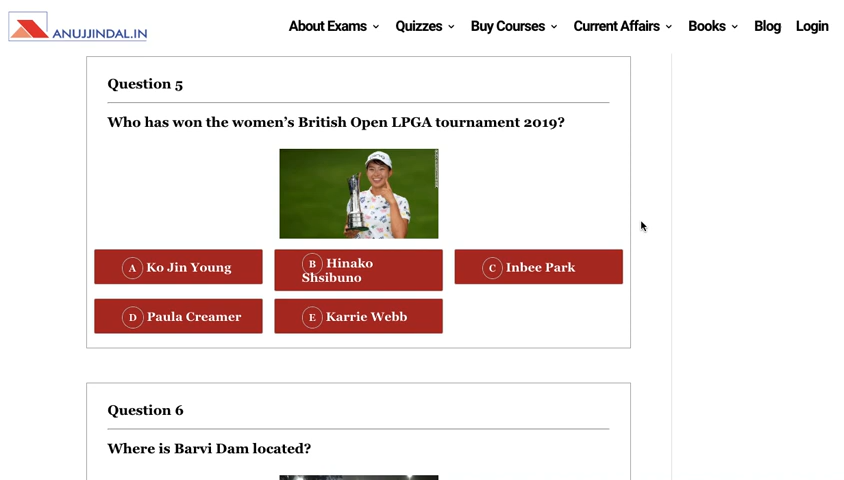 ANUJJINDAL.IN
About Exams Quizzes Buy Courses Current Affairs Books Blog Login
Question 5
Who has won the women’s British Open LPGA tournament 2019?
A Ko Jin Young
B Hinako
Shsibuno
C Inbee Park
D Paula Creamer
E Karrie Webb
Question 6
Where is Barvi Dam located?